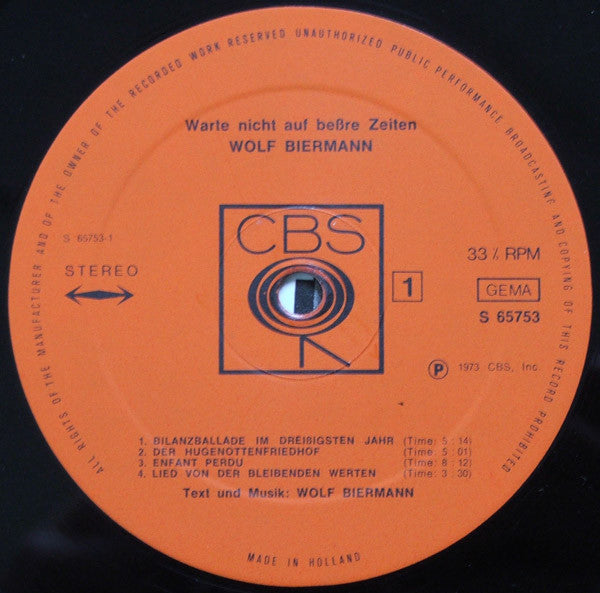 ALL RIGHTS OF THE MANUFACTURER AND OF THE OWNER OF THE RECORDED WORK RESERVED UNAUTHORIZED PUBLIC PERFORMANCE BROADCASTING AND COPYING OF THIS RECORD PROHIBITED
Warte nicht auf beßre Zeiten
WOLF BIERMANN
CBS
S 65753-1
STEREO
33⅓ RPM
1
GEMA
S 65753
Ⓟ 1973 CBS, Inc.
1. BILANZBALLADE IM DREIßIGSTEN JAHR (Time: 5 : 14)
2. DER HUGENOTTENFRIEDHOF (Time: 5 : 01)
3. ENFANT PERDU (Time: 8 : 12)
4. LIED VON DER BLEIBENDEN WERTEN (Time: 3 : 30)
Text und Musik: WOLF BIERMANN
MADE IN HOLLAND